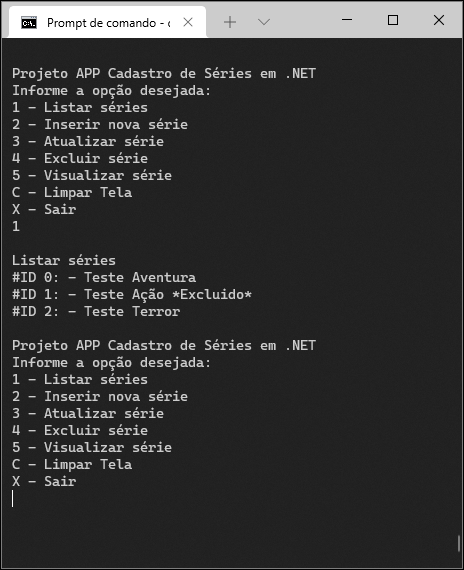 Prompt de comando - c
Projeto APP Cadastro de Séries em .NET
Informe a opção desejada:
1 - Listar séries
2 - Inserir nova série
3 - Atualizar série
4 - Excluir série
5 - Visualizar série
C - Limpar Tela
X - Sair
1
Listar séries
#ID 0: - Teste Aventura
#ID 1: - Teste Ação *Excluido*
#ID 2: - Teste Terror
Projeto APP Cadastro de Séries em .NET
Informe a opção desejada:
1 - Listar séries
2 - Inserir nova série
3 - Atualizar série
4 - Excluir série
5 - Visualizar série
C - Limpar Tela
X - Sair